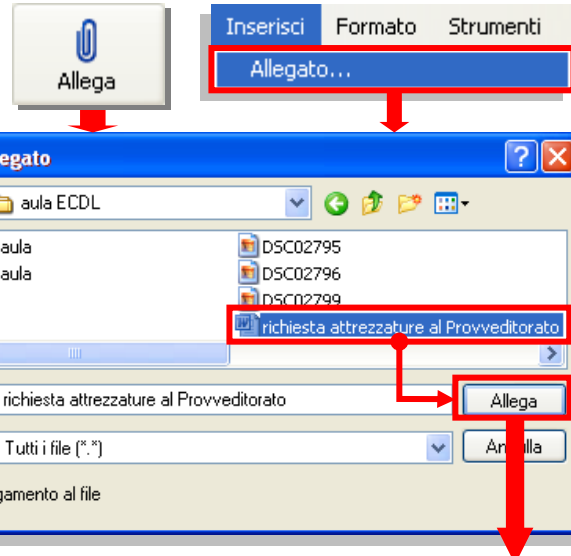 Inserisci Formato Strumenti
Allega
Allegato...
egato
aula ECDL
aula
aula
DSC02795
DSC02796
DSC02799
richiesta attrezzature al Provveditorato
richiesta attrezzature al Provveditorato
Allega
Tutti i file (*.*)
gamento al file